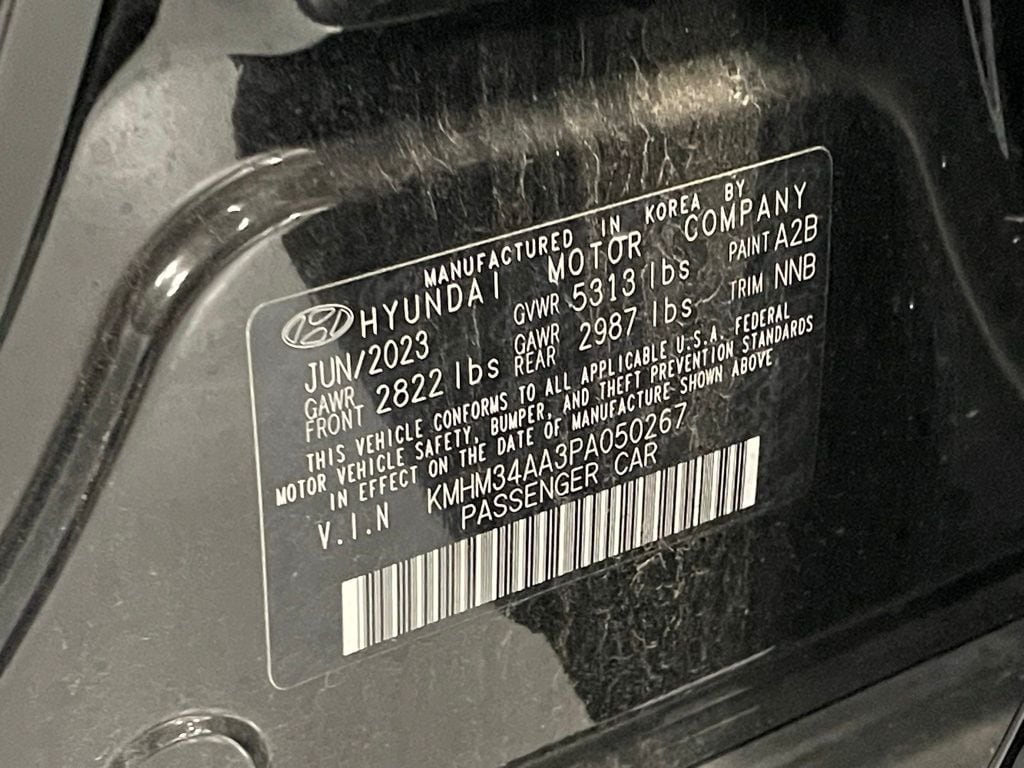 MANUFACTURED IN KOREA BY
HYUNDAI MOTOR COMPANY
JUN/2023 GVWR 5313 lbs PAINT A2B
GAWR FRONT 2822 lbs GAWR REAR 2987 lbs TRIM NNB
THIS VEHICLE CONFORMS TO ALL APPLICABLE U.S.A. FEDERAL
MOTOR VEHICLE SAFETY, BUMPER, AND THEFT PREVENTION STANDARDS
IN EFFECT ON THE DATE OF MANUFACTURE SHOWN ABOVE
V.I.N KMHM34AA3PA050267
PASSENGER CAR